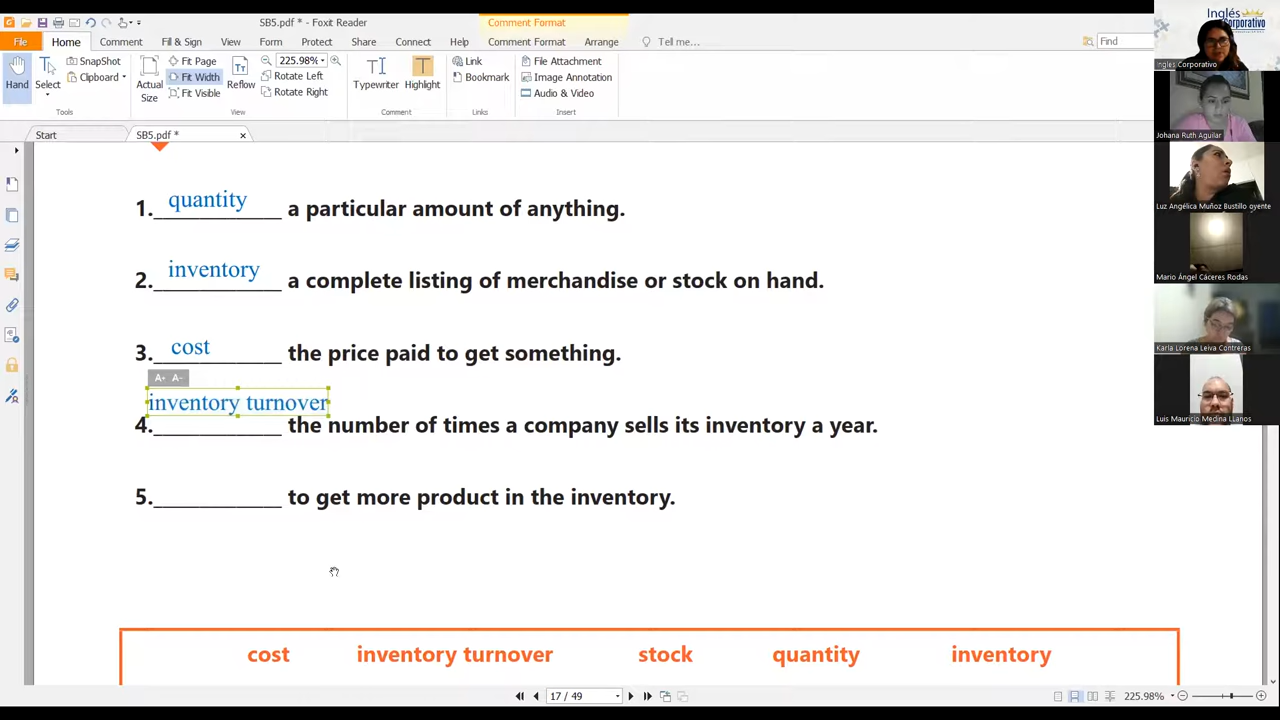 SB5.pdf * - Foxit Reader
Comment Format
File Home Comment Fill & Sign View Form Protect Share Connect Help Comment Format Arrange Tell me... Find
Hand
Select
SnapShot
Clipboard
Actual Size
Fit Page
Fit Width
Fit Visible
Reflow
225.98%
Rotate Left
Rotate Right
Typewriter
Highlight
Link
Bookmark
File Attachment
Image Annotation
Audio & Video
Tools
View
Comment
Links
Insert
Start
SB5.pdf *
1.____________ a particular amount of anything.
quantity
2.____________ a complete listing of merchandise or stock on hand.
inventory
3.____________ the price paid to get something.
cost
A+ A-
inventory turnover
4.____________ the number of times a company sells its inventory a year.
5.____________ to get more product in the inventory.
cost inventory turnover stock quantity inventory
17 / 49
225.98%
Inglés
Corporativo
Ingles Corporativo
Johana Ruth Aguilar
Luz Angélica Muñoz Bustillo oyente
Mario Ángel Cáceres Rodas
Karla Lorena Leiva Contreras
Luis Mauricio Medina LLanos